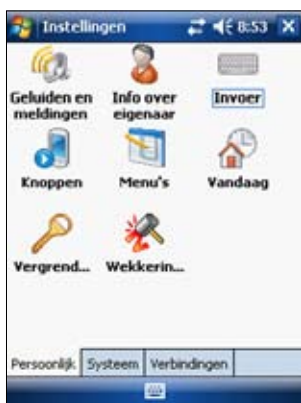 Instellingen 8:53
Geluiden en meldingen
Info over eigenaar
Invoer
Knoppen
Menu's
Vandaag
Vergrend...
Wekkerin...
Persoonlijk Systeem Verbindingen